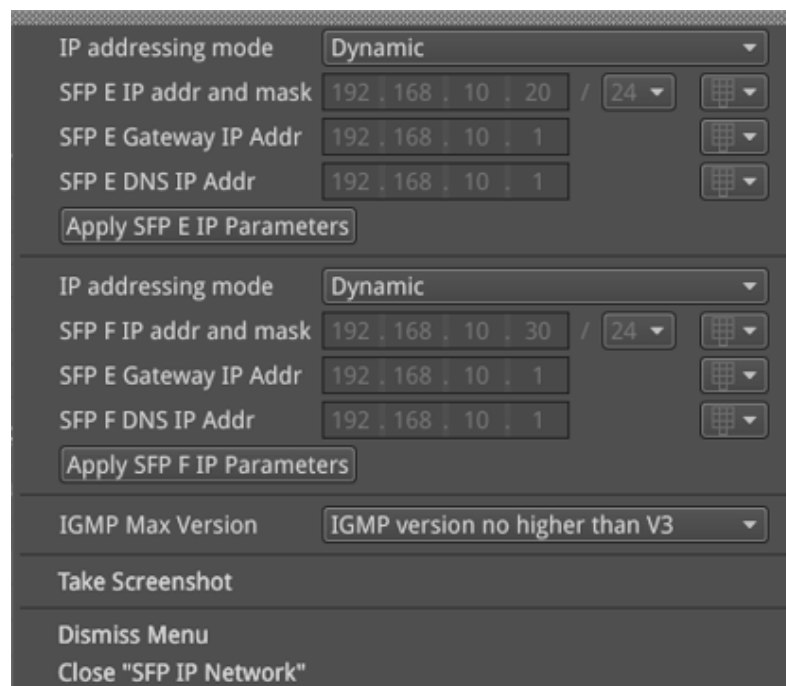 IP addressing mode Dynamic
SFP E IP addr and mask 192 . 168 . 10 . 20 / 24
SFP E Gateway IP Addr 192 . 168 . 10 . 1
SFP E DNS IP Addr 192 . 168 . 10 . 1
Apply SFP E IP Parameters
IP addressing mode Dynamic
SFP F IP addr and mask 192 . 168 . 10 . 30 / 24
SFP E Gateway IP Addr 192 . 168 . 10 . 1
SFP F DNS IP Addr 192 . 168 . 10 . 1
Apply SFP F IP Parameters
IGMP Max Version IGMP version no higher than V3
Take Screenshot
Dismiss Menu
Close "SFP IP Network"